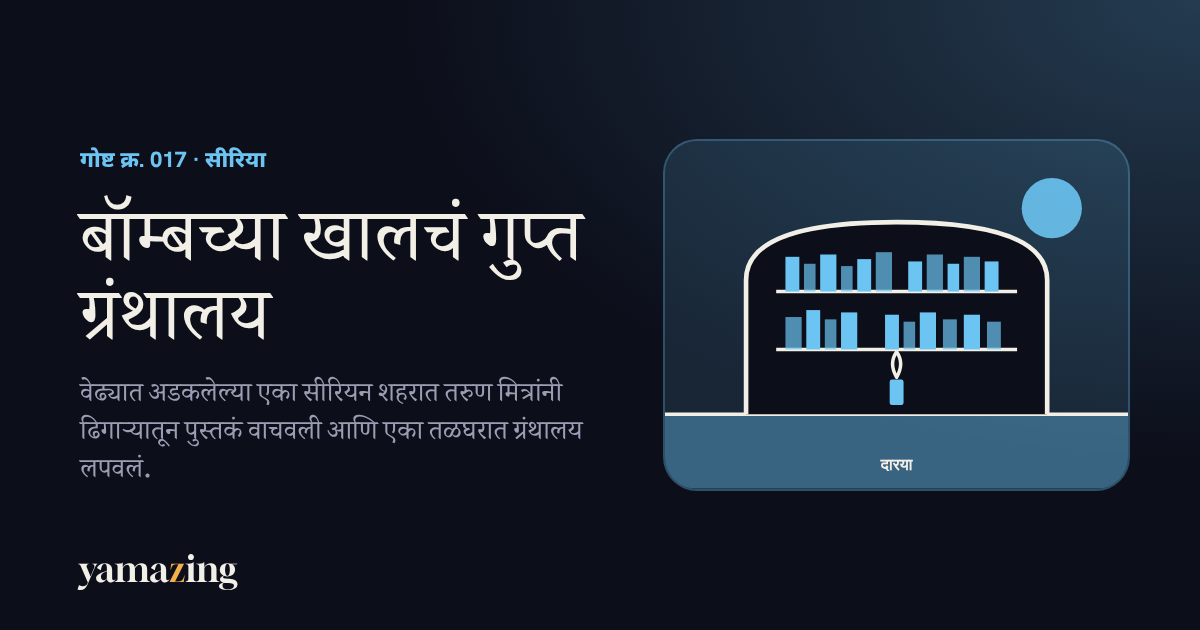 गोष्ट क्र. 017 · सीरिया
बॉम्बच्या खालचं गुप्त
ग्रंथालय
वेढ्यात अडकलेल्या एका सीरियन शहरात तरुण मित्रांनी
ढिगाऱ्यातून पुस्तकं वाचवली आणि एका तळघरात ग्रंथालय
लपवलं.
दारया
yamazing